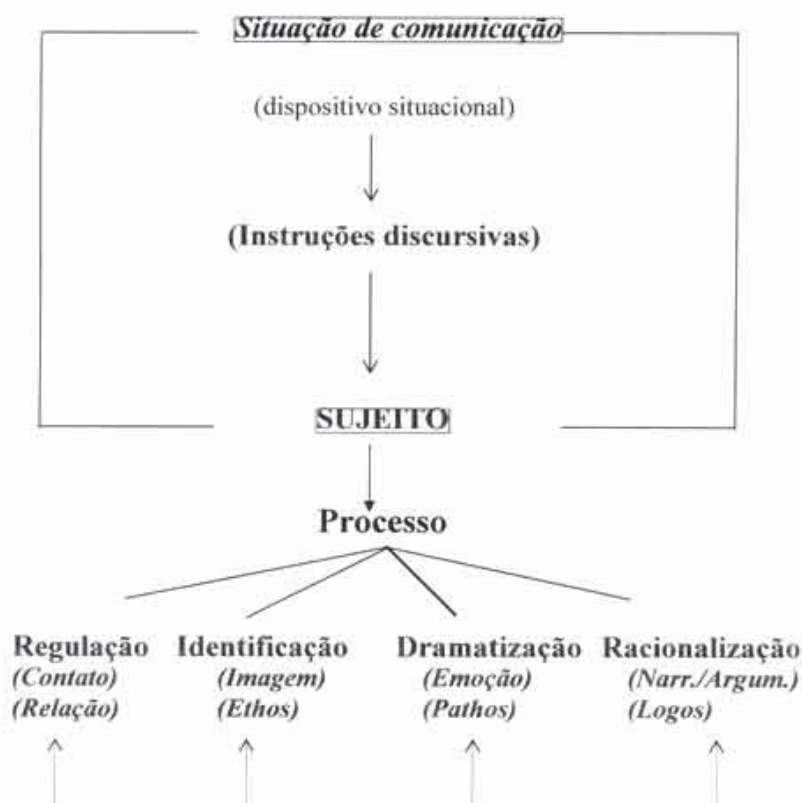 Situação de comunicação
(dispositivo situacional)
(Instruções discursivas)
SUJEITO
Processo
Regulação Identificação Dramatização Racionalização
(Contato) (Imagem) (Emoção) (Narr./Argum.)
(Relação) (Ethos) (Pathos) (Logos)